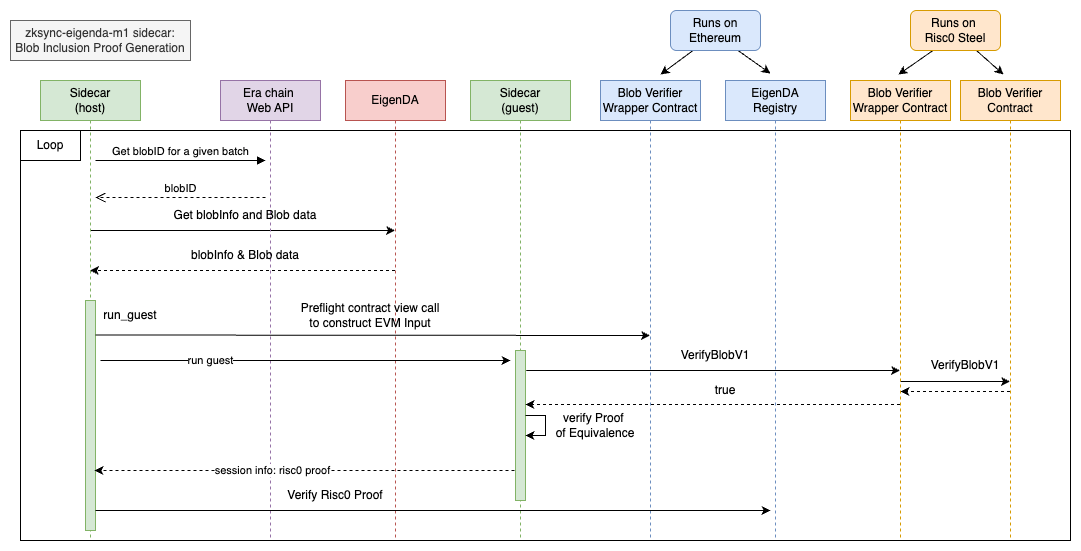 zksync-eigenda-m1 sidecar:
Blob Inclusion Proof Generation
Runs on
Ethereum
Runs on
Risc0 Steel
Sidecar
(host)
Era chain
Web API
EigenDA
Sidecar
(guest)
Blob Verifier
Wrapper Contract
EigenDA
Registry
Blob Verifier
Wrapper Contract
Blob Verifier
Contract
Loop
Get blobID for a given batch
blobID
Get blobInfo and Blob data
blobInfo & Blob data
run_guest
Preflight contract view call
to construct EVM Input
run guest
VerifyBlobV1
VerifyBlobV1
true
verify Proof
of Equivalence
session info: risc0 proof
Verify Risc0 Proof